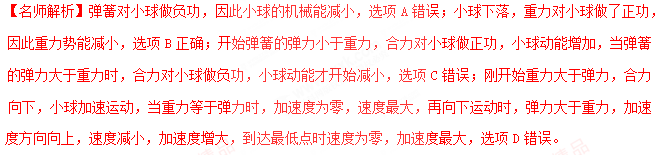 【名师解析】弹簧对小球做负功，因此小球的机械能减小，选项 A 错误；小球下落，重力对小球做了正功，
因此重力势能减小，选项 B 正确；开始弹簧的弹力小于重力，合力对小球做正功，小球动能增加，当弹簧
的弹力大于重力时，合力对小球做负功，小球动能才开始减小，选项 C 错误；刚开始重力大于弹力，合力
向下，小球加速运动，当重力等于弹力时，加速度为零，速度最大，再向下运动时，弹力大于重力，加速
度方向向上，速度减小，加速度增大，到达最低点时速度为零，加速度最大，选项 D 错误。